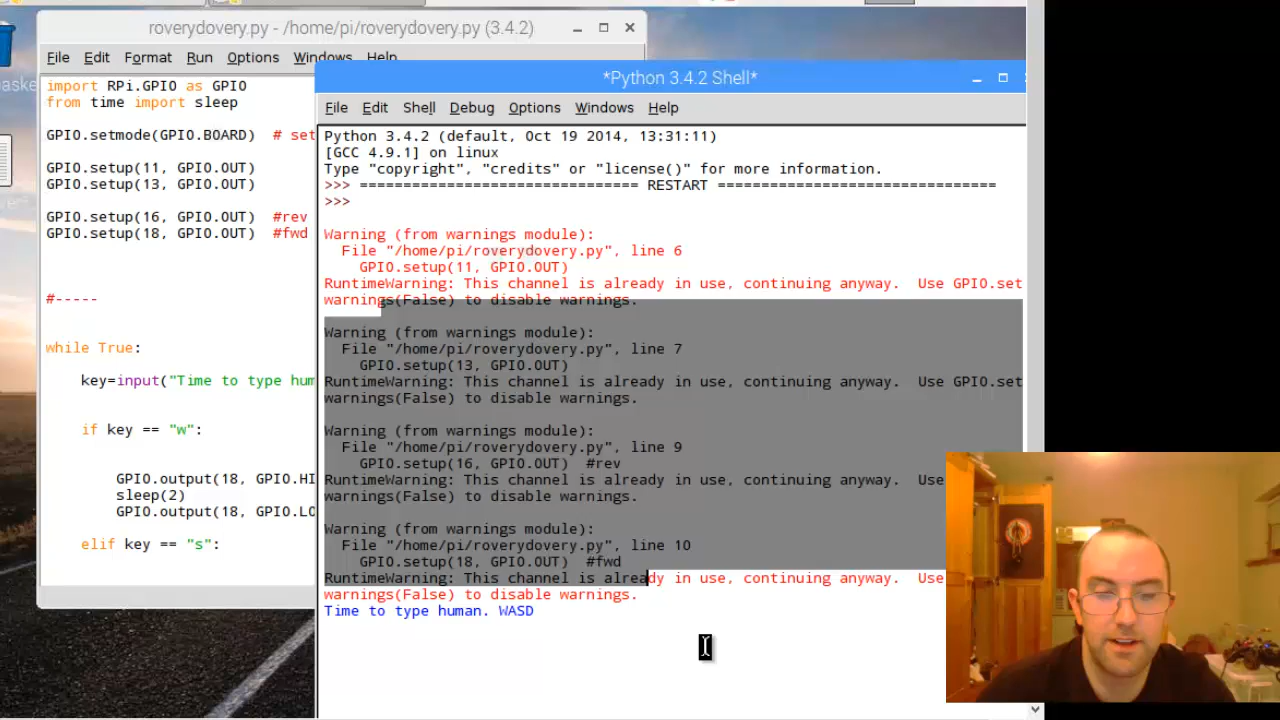 roverydovery.py - /home/pi/roverydovery.py (3.4.2)
File Edit Format Run Options Windows Help
import RPi.GPIO as GPIO
from time import sleep
GPIO.setmode(GPIO.BOARD) # set
GPIO.setup(11, GPIO.OUT)
GPIO.setup(13, GPIO.OUT)
GPIO.setup(16, GPIO.OUT) #rev
GPIO.setup(18, GPIO.OUT) #fwd
#-----
while True:
key=input("Time to type hum
if key == "w":
GPIO.output(18, GPIO.HI
sleep(2)
GPIO.output(18, GPIO.LO
elif key == "s":
*Python 3.4.2 Shell*
File Edit Shell Debug Options Windows Help
Python 3.4.2 (default, Oct 19 2014, 13:31:11)
[GCC 4.9.1] on linux
Type "copyright", "credits" or "license()" for more information.
>>> ================================ RESTART ================================
>>>
Warning (from warnings module):
File "/home/pi/roverydovery.py", line 6
GPIO.setup(11, GPIO.OUT)
RuntimeWarning: This channel is already in use, continuing anyway.  Use GPIO.set
warnings(False) to disable warnings.
Warning (from warnings module):
File "/home/pi/roverydovery.py", line 7
GPIO.setup(13, GPIO.OUT)
RuntimeWarning: This channel is already in use, continuing anyway.  Use GPIO.set
warnings(False) to disable warnings.
Warning (from warnings module):
File "/home/pi/roverydovery.py", line 9
GPIO.setup(16, GPIO.OUT)  #rev
RuntimeWarning: This channel is already in use, continuing anyway.  Use
warnings(False) to disable warnings.
Warning (from warnings module):
File "/home/pi/roverydovery.py", line 10
GPIO.setup(18, GPIO.OUT)  #fwd
RuntimeWarning: This channel is already in use, continuing anyway.  Use
warnings(False) to disable warnings.
Time to type human. WASD